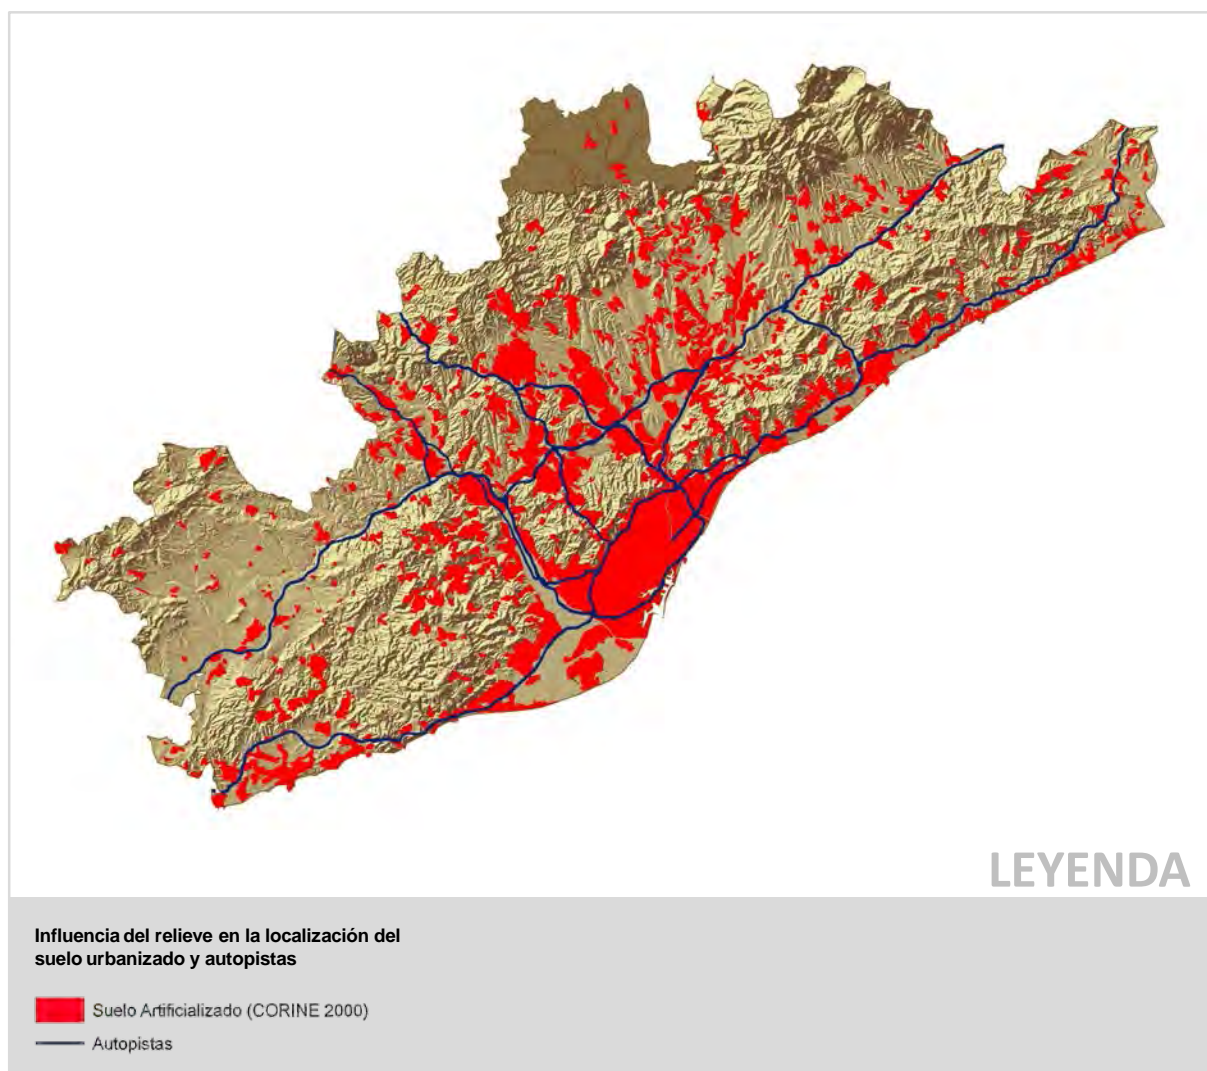 LEYENDA
Influencia del relieve en la localización del
suelo urbanizado y autopistas
Suelo Artificializado (CORINE 2000)
Autopistas